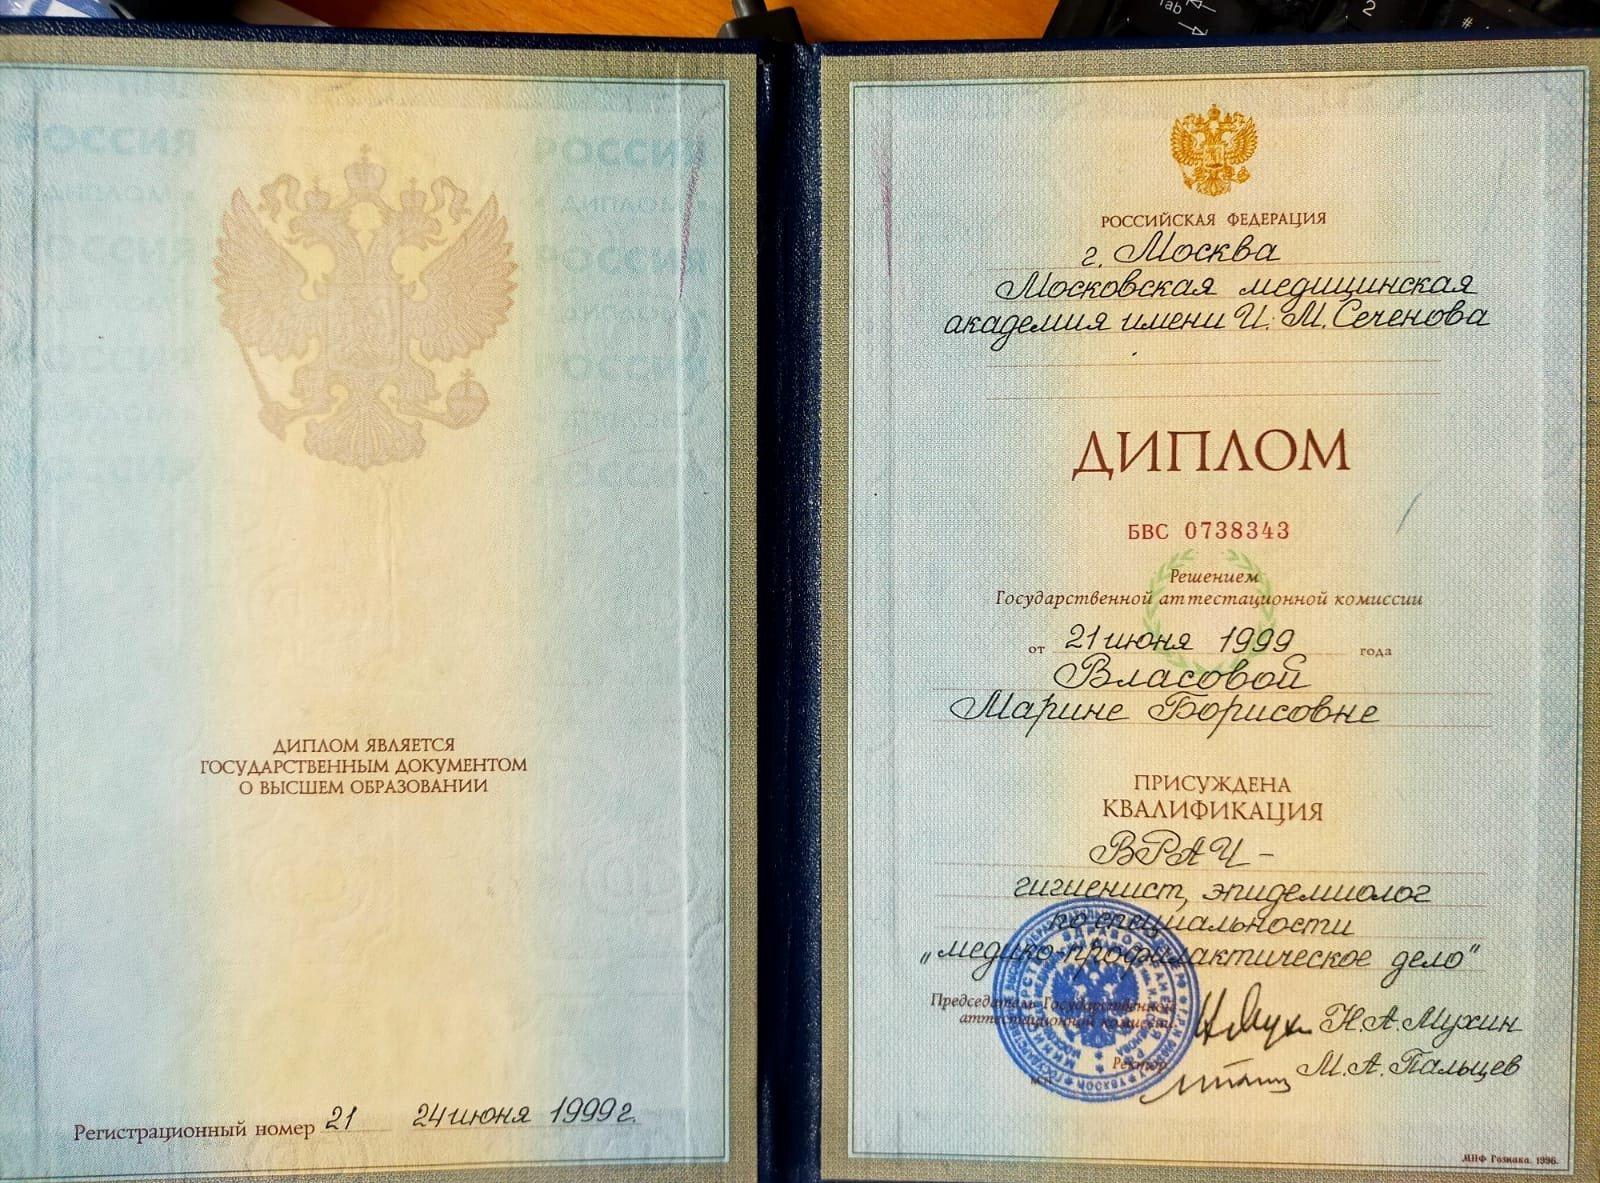 ДИПЛОМ ЯВЛЯЕТСЯ
ГОСУДАРСТВЕННЫМ ДОКУМЕНТОМ
О ВЫСШЕМ ОБРАЗОВАНИИ
Регистрационный номер 21 24 июня 1999 г.
РОССИЙСКАЯ ФЕДЕРАЦИЯ
г. Москва
Московская медицинская
академия имени И. М. Сеченова
ДИПЛОМ
БВС 0738343
Решением
Государственной аттестационной комиссии
от 21 июня 1999 года
Власовой
Марине Борисовне
ПРИСУЖДЕНА
КВАЛИФИКАЦИЯ
ВРАЧ –
гигиенист, эпидемиолог
по специальности
„медико-профилактическое дело"
Председатель Государственной
аттестационной комиссии Н. А. Мухин
Ректор М. А. Пальцев
МПФ Гознака. 1996.